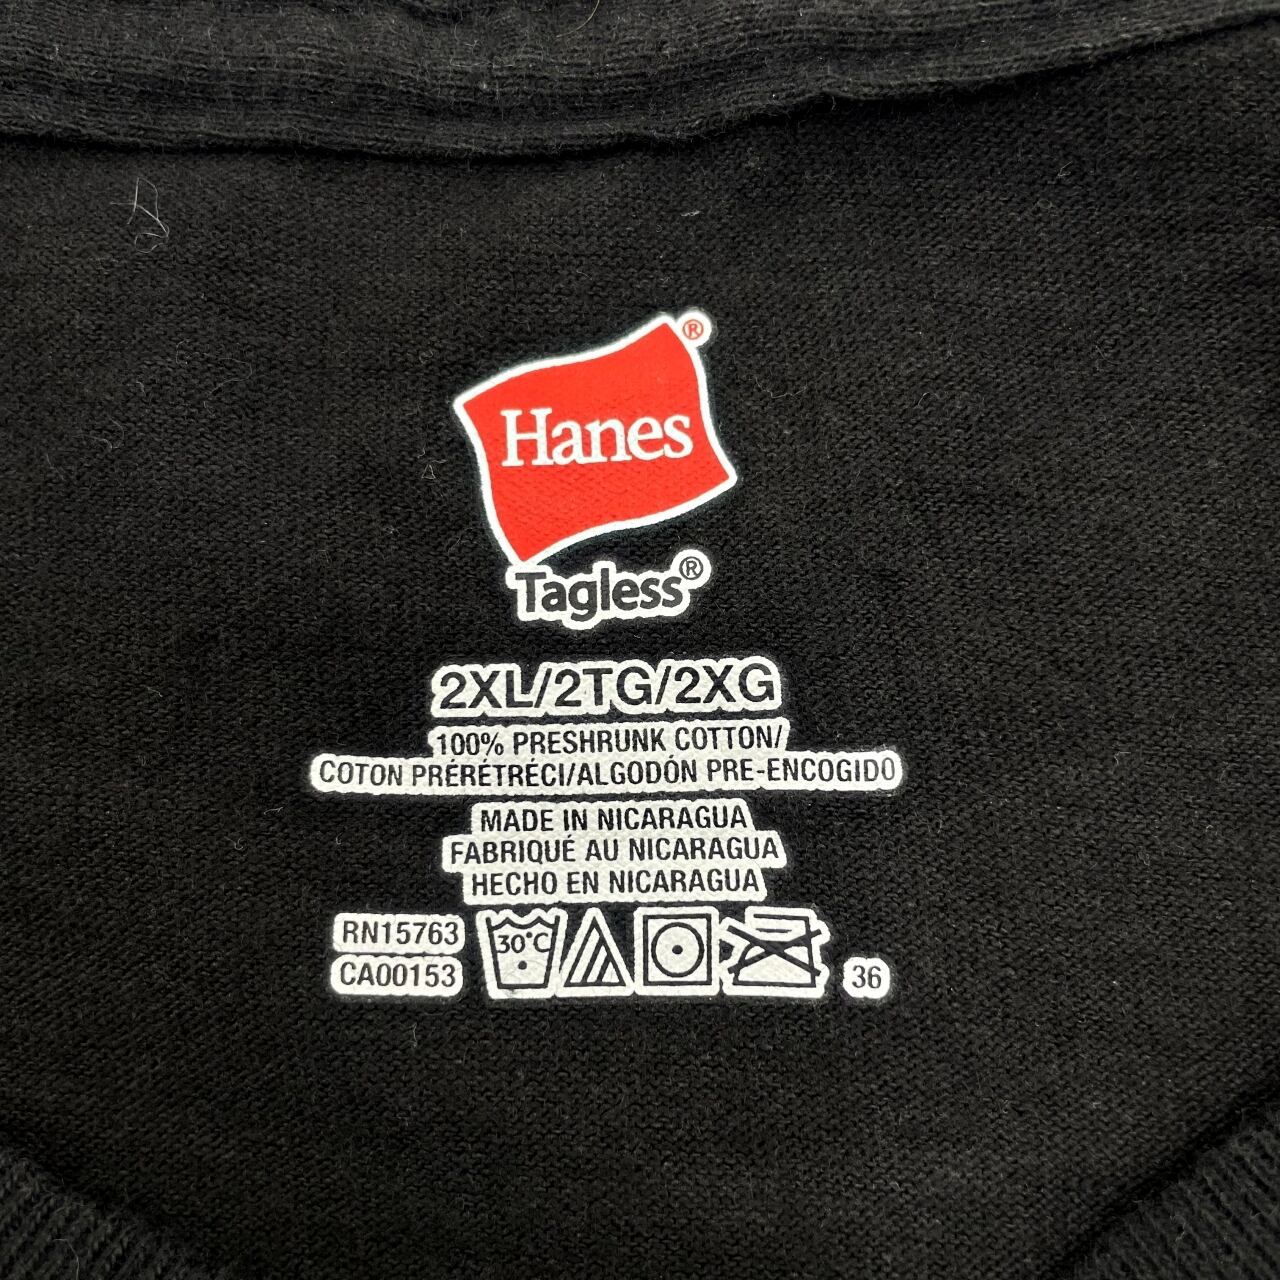 Hanes®
Tagless®
2XL/2TG/2XG
100% PRESHRUNK COTTON/
COTON PRÉRÉTRÉCI/ALGODÓN PRE-ENCOGIDO
MADE IN NICARAGUA
FABRIQUÉ AU NICARAGUA
HECHO EN NICARAGUA
RN15763
CA00153
30°C
36